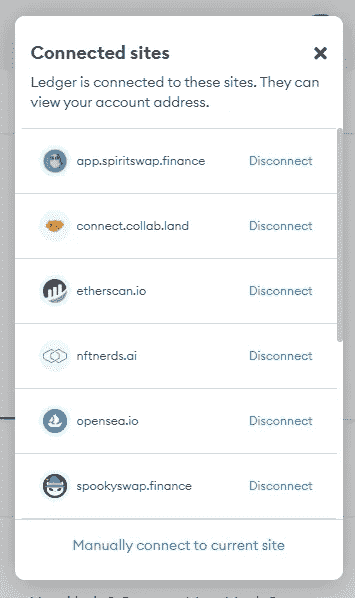 Connected sites
Ledger is connected to these sites. They can
view your account address.
app.spiritswap.finance Disconnect
connect.collab.land Disconnect
etherscan.io Disconnect
nftnerds.ai Disconnect
opensea.io Disconnect
spookyswap.finance Disconnect
Manually connect to current site